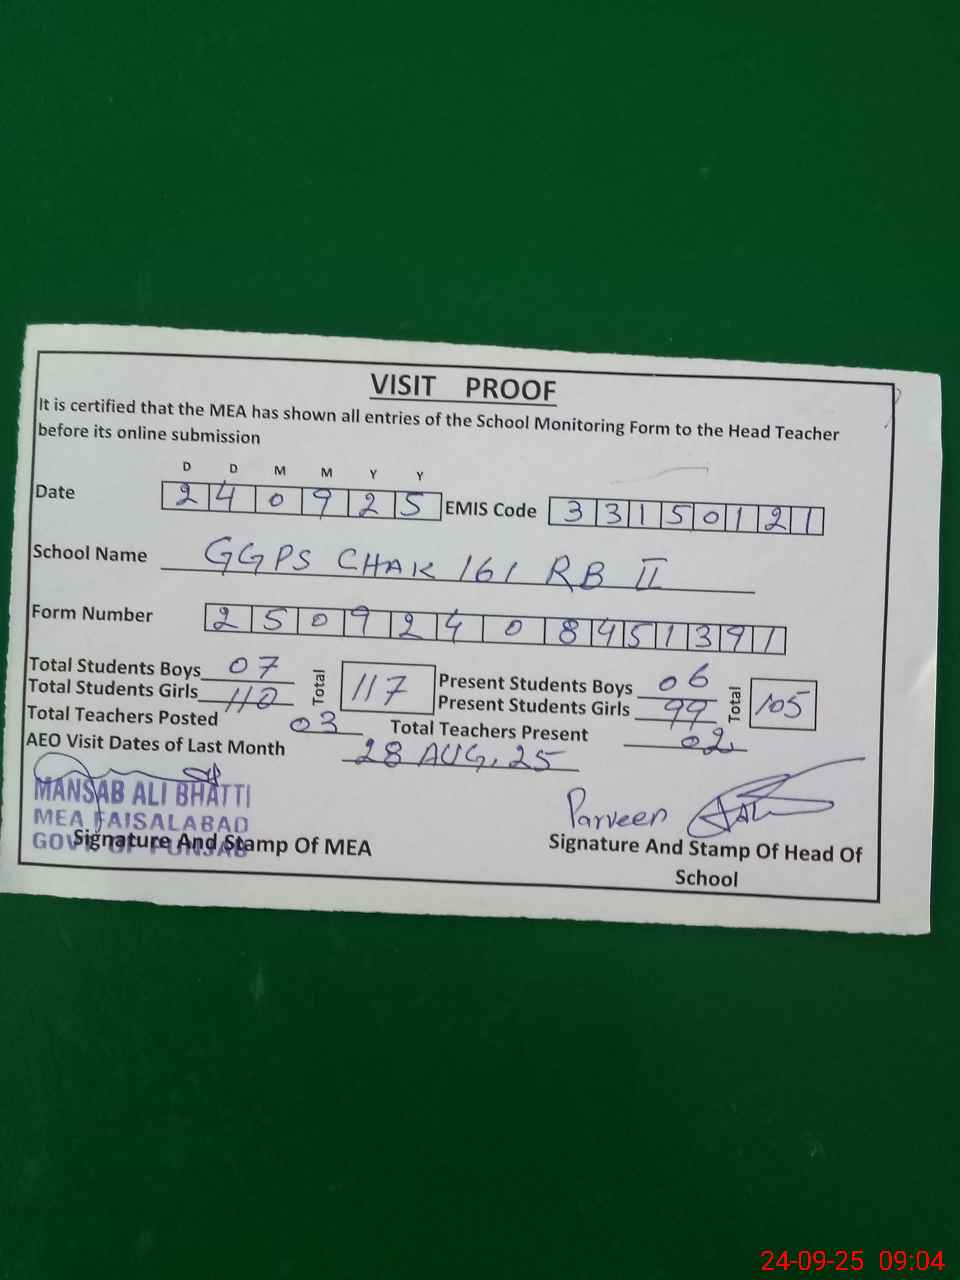 VISIT PROOF
It is certified that the MEA has shown all entries of the School Monitoring Form to the Head Teacher
before its online submission
D D M M Y Y
Date 2 4 0 9 2 5 EMIS Code 3 3 1 5 0 1 2 1
School Name GGPS CHAK 161 RB II
Form Number 2 5 0 9 2 4 0 8 4 5 1 3 9 1
Total Students Boys 07 Total 117 Present Students Boys 06 Total 105
Total Students Girls 110 Present Students Girls 99
Total Teachers Posted 03 Total Teachers Present 02
AEO Visit Dates of Last Month 28 AUG, 25
MANSAB ALI BHATTI
MEA FAISALABAD
GOVT. OF PUNJAB
Parveen
Signature And Stamp Of MEA
Signature And Stamp Of Head Of
School
24-09-25 09:04